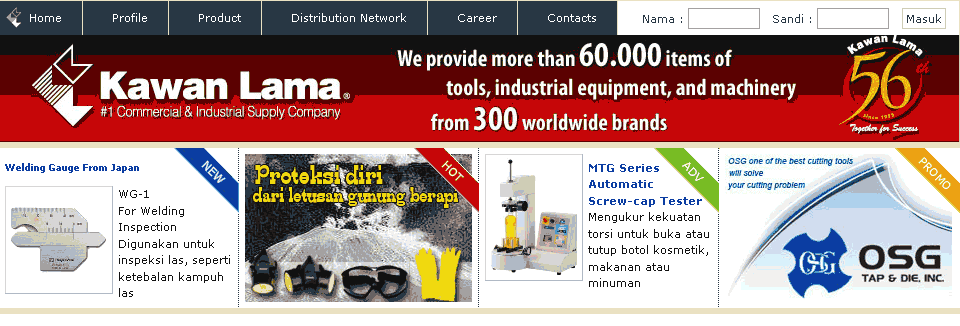 Home Profile Product Distribution Network Career Contacts Nama : Sandi : Masuk
Kawan Lama®
#1 Commercial & Industrial Supply Company
We provide more than 60.000 items of
tools, industrial equipment, and machinery
from 300 worldwide brands
Kawan Lama
56th
since 1955
Together for Success
Welding Gauge From Japan
NEW
WG-1
For Welding
Inspection
Digunakan untuk
inspeksi las, seperti
ketebalan kampuh
las
HOT
Proteksi diri
dari letusan gunung berapi
ADV
MTG Series
Automatic
Screw-cap Tester
Mengukur kekuatan
torsi untuk buka atau
tutup botol kosmetik,
makanan atau
minuman
PROMO
OSG one of the best cutting tools
will solve
your cutting problem
OSG
OSG
TAP & DIE, INC.